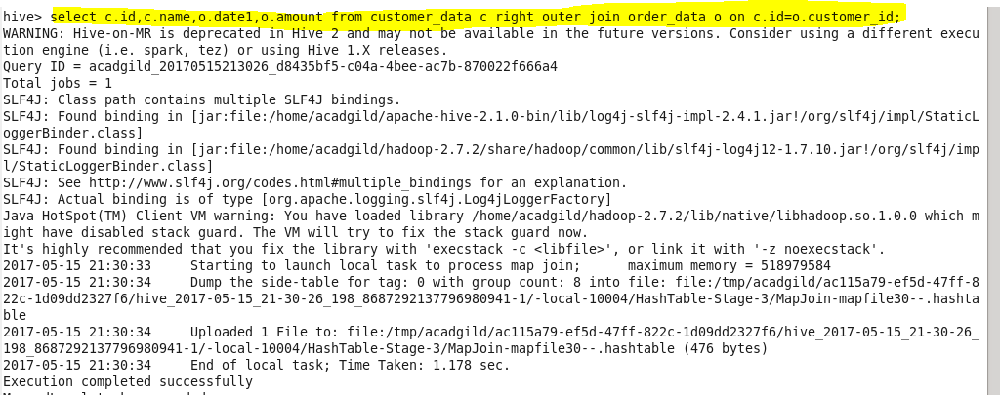 hive> select c.id,c.name,o.date1,o.amount from customer_data c right outer join order_data o on c.id=o.customer_id;
WARNING: Hive-on-MR is deprecated in Hive 2 and may not be available in the future versions. Consider using a different execu
tion engine (i.e. spark, tez) or using Hive 1.X releases.
Query ID = acadgild_20170515213026_d8435bf5-c04a-4bee-ac7b-870022f666a4
Total jobs = 1
SLF4J: Class path contains multiple SLF4J bindings.
SLF4J: Found binding in [jar:file:/home/acadgild/apache-hive-2.1.0-bin/lib/log4j-slf4j-impl-2.4.1.jar!/org/slf4j/impl/StaticL
oggerBinder.class]
SLF4J: Found binding in [jar:file:/home/acadgild/hadoop-2.7.2/share/hadoop/common/lib/slf4j-log4j12-1.7.10.jar!/org/slf4j/imp
l/StaticLoggerBinder.class]
SLF4J: See http://www.slf4j.org/codes.html#multiple_bindings for an explanation.
SLF4J: Actual binding is of type [org.apache.logging.slf4j.Log4jLoggerFactory]
Java HotSpot(TM) Client VM warning: You have loaded library /home/acadgild/hadoop-2.7.2/lib/native/libhadoop.so.1.0.0 which m
ight have disabled stack guard. The VM will try to fix the stack guard now.
It's highly recommended that you fix the library with 'execstack -c <libfile>', or link it with '-z noexecstack'.
2017-05-15 21:30:33     Starting to launch local task to process map join;      maximum memory = 518979584
2017-05-15 21:30:34     Dump the side-table for tag: 0 with group count: 8 into file: file:/tmp/acadgild/ac115a79-ef5d-47ff-8
22c-1d09dd2327f6/hive_2017-05-15_21-30-26_198_8687292137796980941-1/-local-10004/HashTable-Stage-3/MapJoin-mapfile30--.hashta
ble
2017-05-15 21:30:34     Uploaded 1 File to: file:/tmp/acadgild/ac115a79-ef5d-47ff-822c-1d09dd2327f6/hive_2017-05-15_21-30-26_
198_8687292137796980941-1/-local-10004/HashTable-Stage-3/MapJoin-mapfile30--.hashtable (476 bytes)
2017-05-15 21:30:34     End of local task; Time Taken: 1.178 sec.
Execution completed successfully